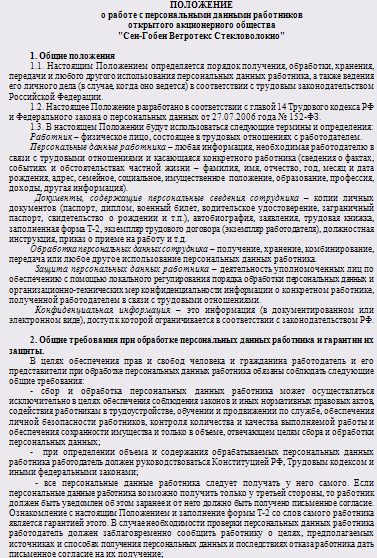 ПОЛОЖЕНИЕ
о работе с персональными данными работников
открытого акционерного общества
"Сен-Гобен Ветротекс Стекловолокно"
1. Общие положения
1.1. Настоящим Положением определяется порядок получения, обработки, хранения,
передачи и любого другого использования персональных данных работника, а также ведения
его личного дела (в случае, когда оно ведется) в соответствии с трудовым законодательством
Российской Федерации.
1.2. Настоящее Положение разработано в соответствии с главой 14 Трудового кодекса РФ
и Федерального закона о персональных данных от 27.07.2006 года № 152-ФЗ.
1.3. В настоящем Положении будут использоваться следующие термины и определения:
Работник – физическое лицо, состоящее в трудовых отношениях с работодателем.
Персональные данные работника – любая информация, необходимая работодателю в
связи с трудовыми отношениями и касающаяся конкретного работника (сведения о фактах,
событиях и обстоятельствах частной жизни – фамилия, имя, отчество, год, месяц и дата
рождения, адрес, семейное, социальное, имущественное положение, образование, профессия,
доходы, другая информация).
Документы, содержащие персональные сведения сотрудника – копии личных
документов (паспорт, диплом, военный билет, водительское удостоверение, заграничный
паспорт, свидетельство о рождении и т.п.), автобиография, заявления, трудовая книжка,
заполненная форма Т-2, экземпляр трудового договора (экземпляр работодателя), должностная
инструкция, приказ о приеме на работу и т.д.
Обработка персональных данных сотрудника – получение, хранение, комбинирование,
передача или любое другое использование персональных данных работника.
Защита персональных данных работника – деятельность уполномоченных лиц по
обеспечению с помощью локального регулирования порядка обработки персональных данных и
организационно-технических мер конфиденциальности информации о конкретном работнике,
полученной работодателем в связи с трудовыми отношениями.
Конфиденциальная информация – это информация (в документированном или
электронном виде), доступ к которой ограничивается в соответствии с законодательством РФ.
2. Общие требования при обработке персональных данных работника и гарантии их
защиты.
В целях обеспечения прав и свобод человека и гражданина работодатель и его
представители при обработке персональных данных работника обязаны соблюдать следующие
общие требования:
- сбор и обработка персональных данных работника может осуществляться
исключительно в целях обеспечения соблюдения законов и иных нормативных правовых актов,
содействия работникам в трудоустройстве, обучении и продвижении по службе, обеспечения
личной безопасности работников, контроля количества и качества выполняемой работы и
обеспечения сохранности имущества и только в объеме, отвечающем целям сбора и обработки
персональных данных;
- при определении объема и содержания обрабатываемых персональных данных
работника работодатель должен руководствоваться Конституцией РФ, Трудовым кодексом и
иными федеральными законами;
- все персональные данные работника следует получать у него самого. Если
персональные данные работника возможно получить только у третьей стороны, то работник
должен быть уведомлен об этом заранее и от него должно быть получено письменное согласие.
Ознакомление с настоящим Положением и заполнение формы Т-2 со слов самого работника
является гарантией этого. В случае необходимости проверки персональных данных работника
работодатель должен заблаговременно сообщить работнику о целях, предполагаемых
источниках и способах получения персональных данных и последствиях отказа работника дать
письменное согласие на их получение;